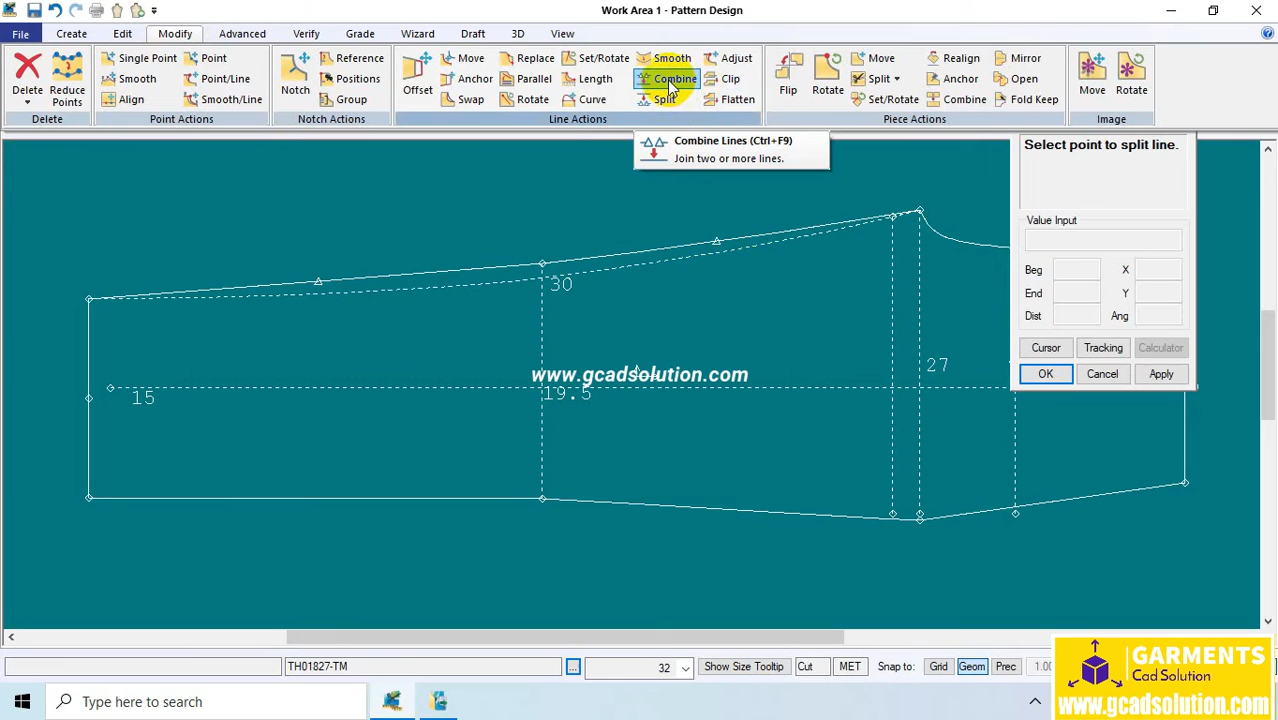 Work Area 1 - Pattern Design
File Create Edit Modify Advanced Verify Grade Wizard Draft 3D View
Delete
Reduce Points
Delete
Single Point Point
Smooth Point/Line
Align Smooth/Line
Point Actions
Notch
Reference
Positions
Group
Notch Actions
Offset
Move Replace Set/Rotate Smooth Adjust
Anchor Parallel Length Combine Clip
Swap Rotate Curve Split Flatten
Line Actions
Flip
Rotate
Move Realign Mirror
Split Anchor Open
Set/Rotate Combine Fold Keep
Piece Actions
Move
Rotate
Image
Combine Lines (Ctrl+F9)
Join two or more lines.
Select point to split line.
Value Input
Beg X
End Y
Dist Ang
Cursor Tracking Calculator
OK Cancel Apply
30
27
www.gcadsolution.com
19.5
15
TH01827-TM
...
32
Show Size Tooltip
Cut
MET
Snap to:
Grid
Geom
Prec
1.00
GARMENTS
Cad Solution
www.gcadsolution.com
Type here to search